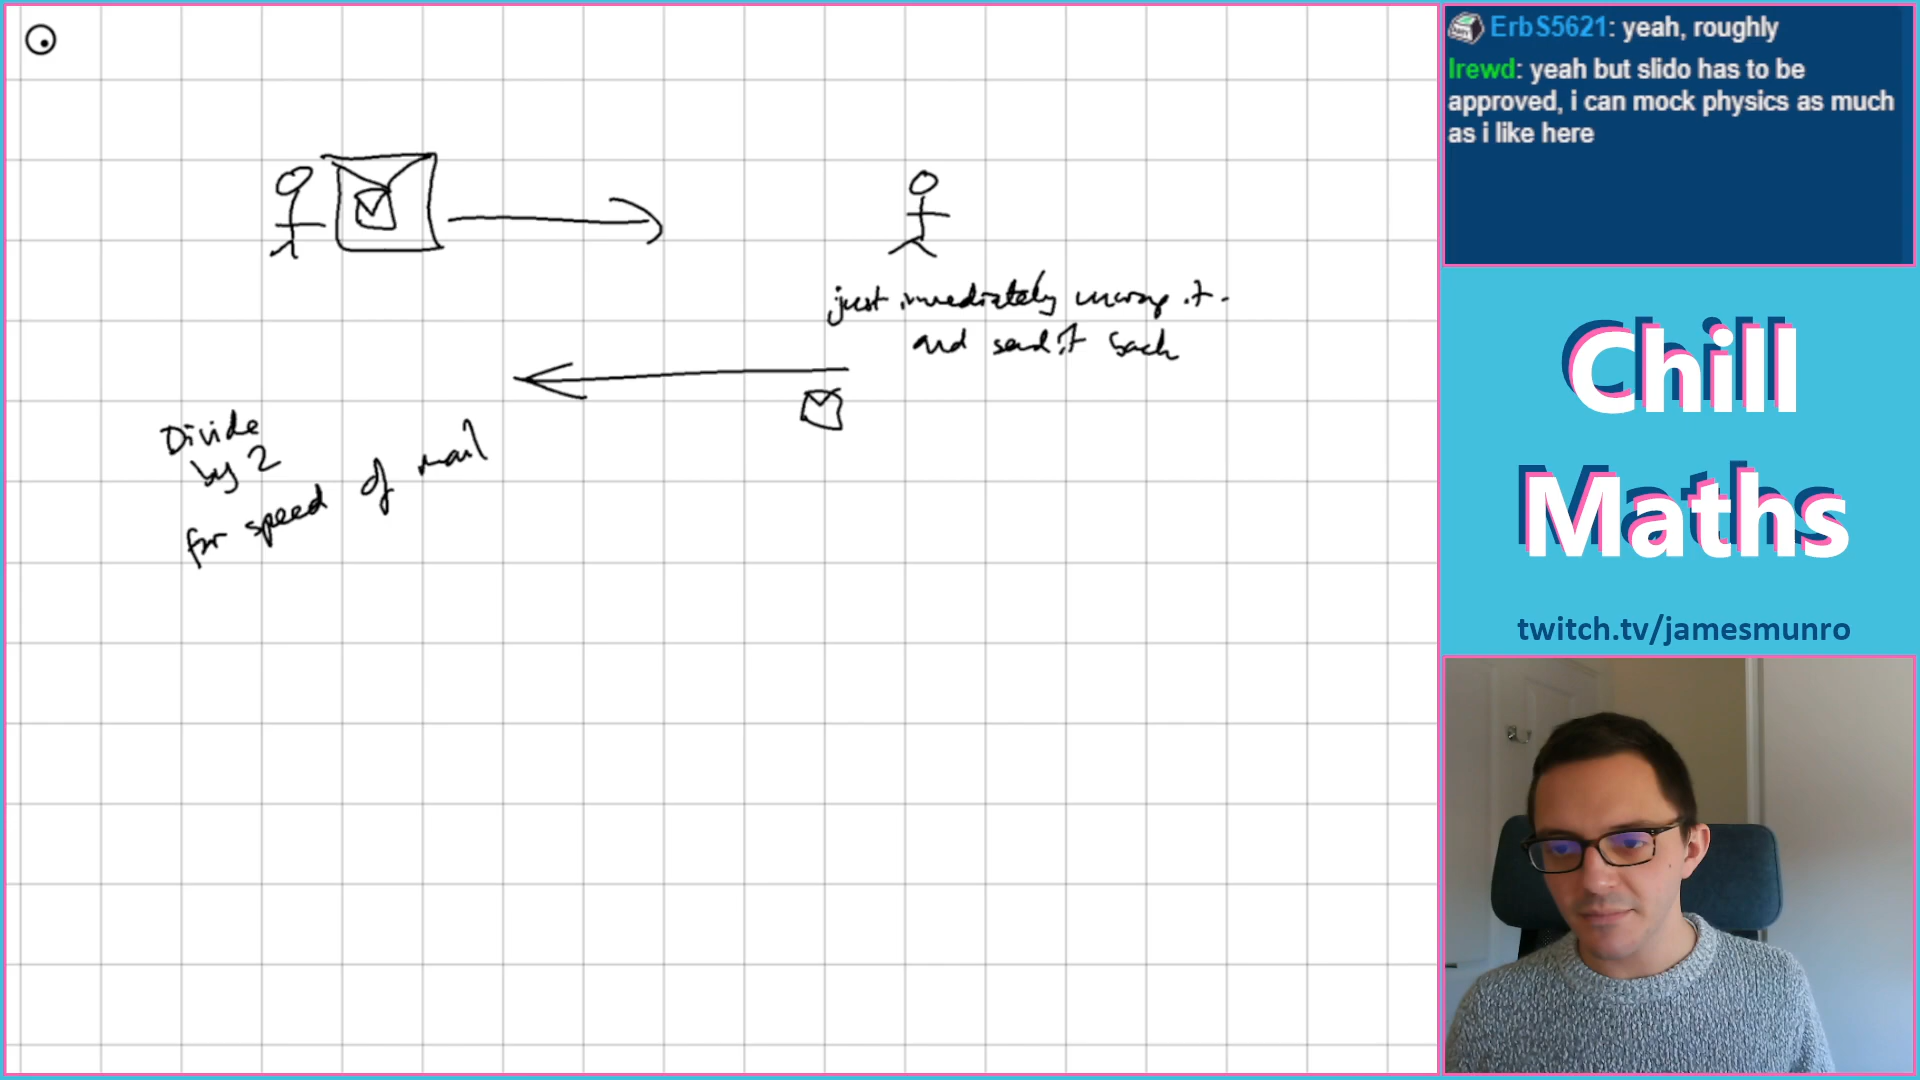 just immediately unwrap it -
and send it back
Divide
by 2
for speed of mail
ErbS5621: yeah, roughly
lrewd: yeah but slido has to be
approved, i can mock physics as much
as i like here
Chill
Maths
twitch.tv/jamesmunro